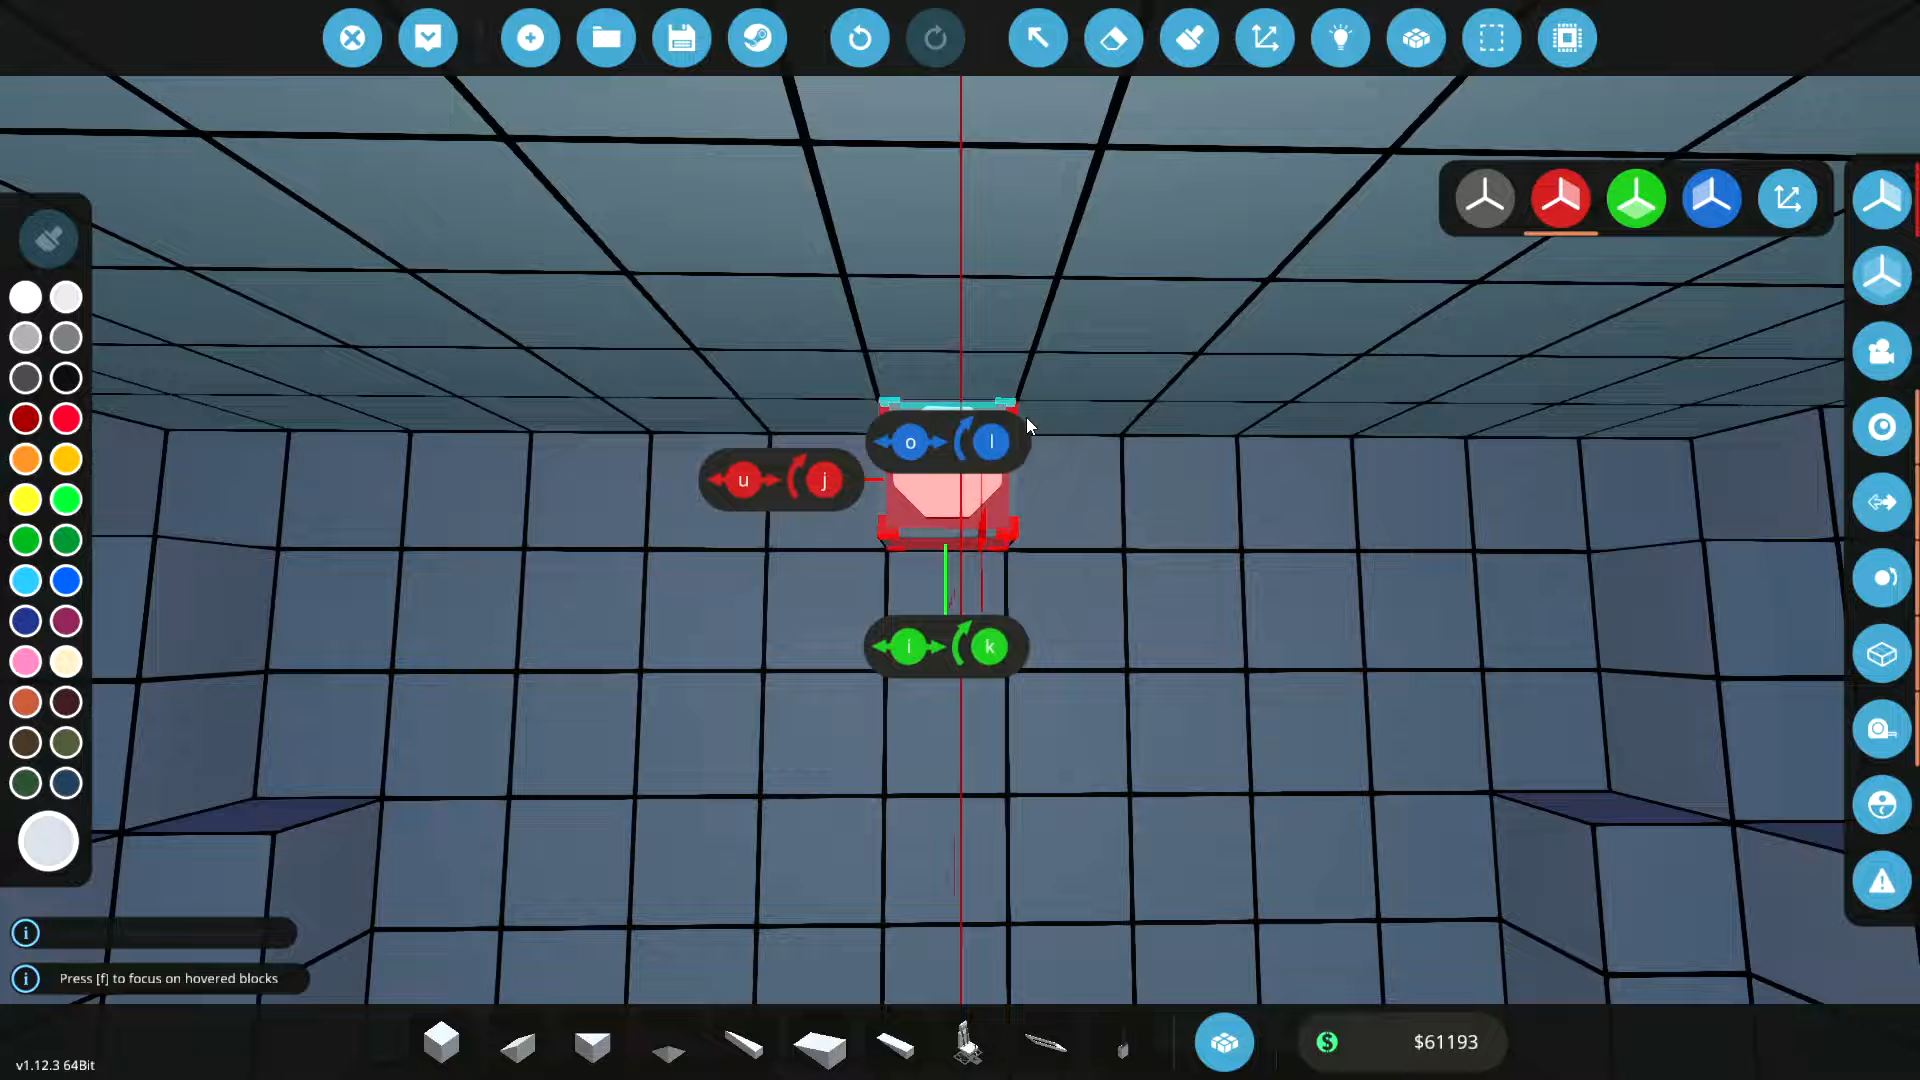 o l
u j
i k
Press [f] to focus on hovered blocks
$61193
v1.12.3 64Bit